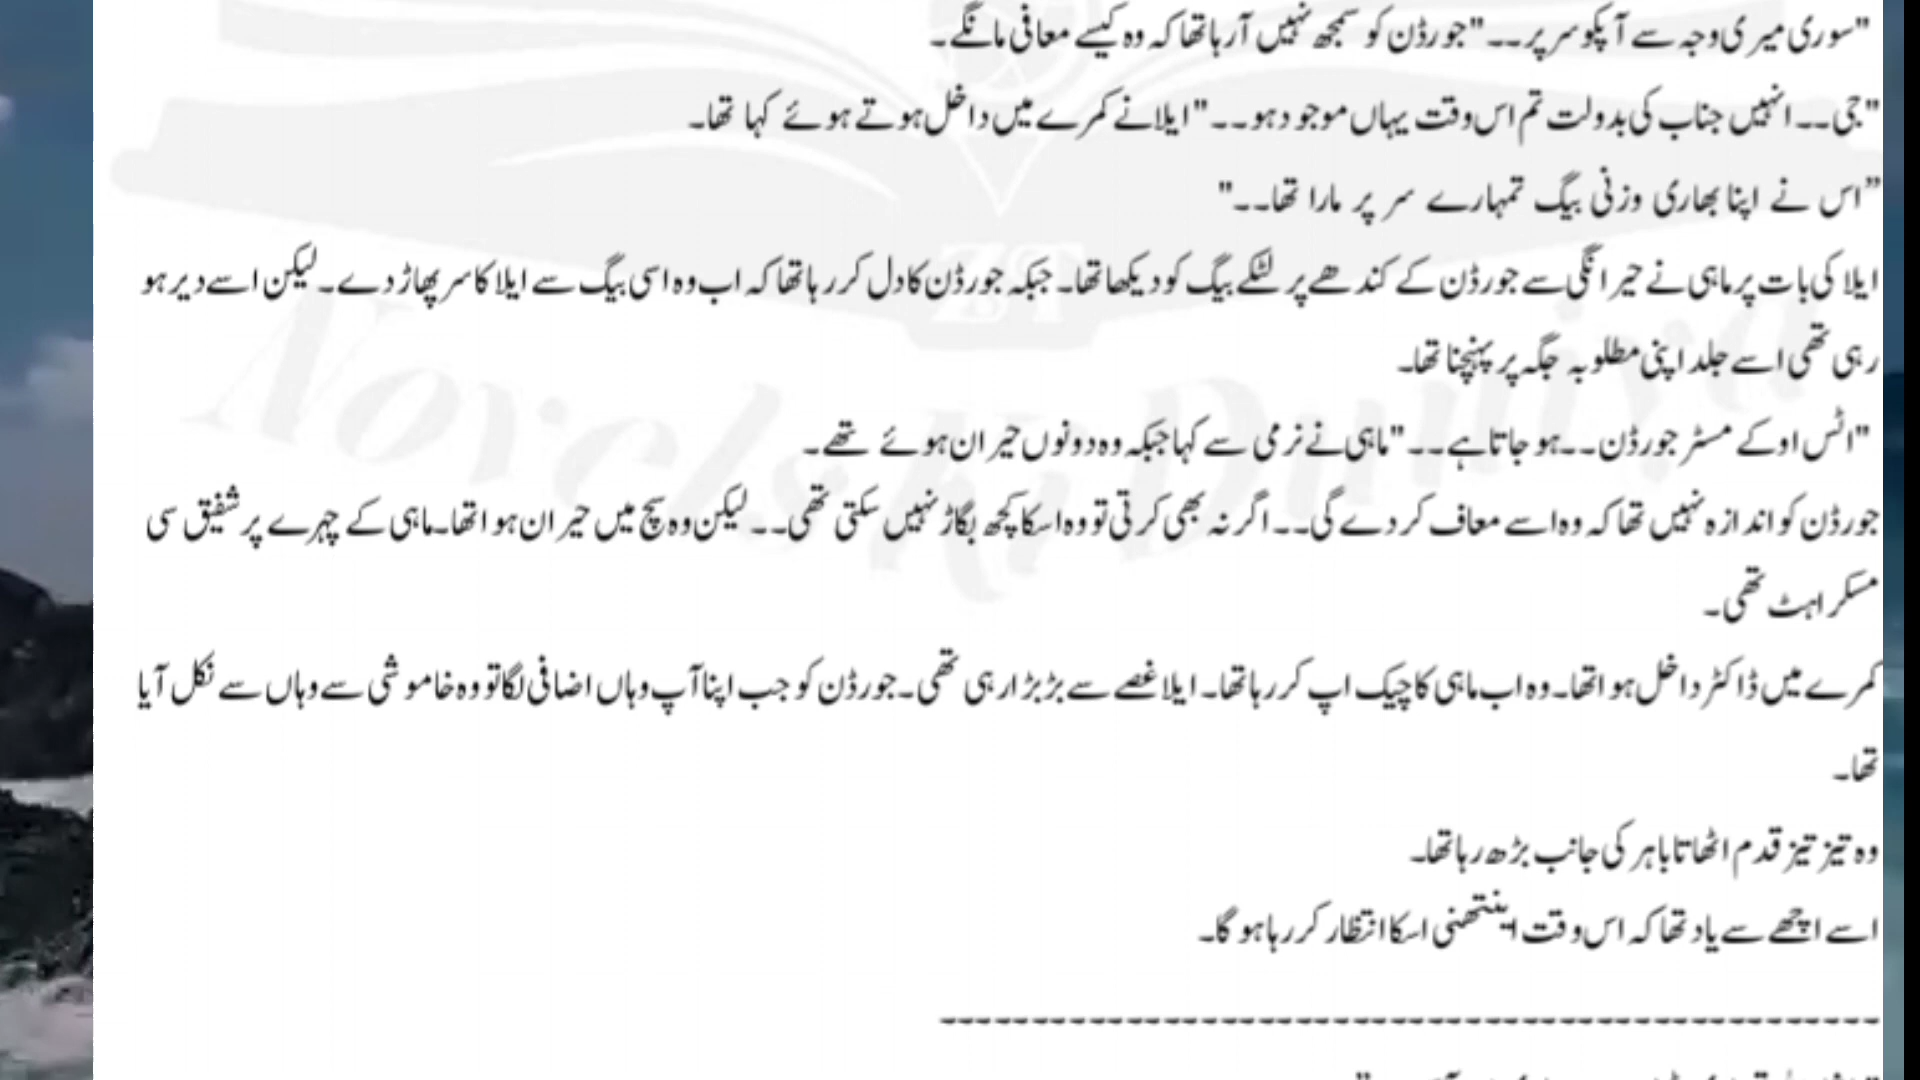 "سوری میری وجہ سے آپکو سر پر۔۔"جورڈن کو سمجھ نہیں آرہا تھا کہ وہ کیسے معافی مانگے۔
"جی۔۔انہیں جناب کی بدولت تم اس وقت یہاں موجود ہو۔۔"ایلا نے کمرے میں داخل ہوتے ہوئے کہا تھا۔
"اس نے اپنا بھاری وزنی بیگ تمہارے سر پر مارا تھا۔۔"
ایلا کی بات پر ماہی نے حیرانگی سے جورڈن کے کندھے پر لٹکے بیگ کو دیکھا تھا۔جبکہ جورڈن کا دل کر رہا تھا کہ اب وہ اسی بیگ سے ایلا کا سر پھاڑ دے۔لیکن اسے دیر ہو
رہی تھی اسے جلد اپنی مطلوبہ جگہ پر پہنچنا تھا۔
"اٹس اوکے مسٹر جورڈن۔۔ہو جاتا ہے۔۔"ماہی نے نرمی سے کہا جبکہ وہ دونوں حیران ہوئے تھے۔
جورڈن کو اندازہ نہیں تھا کہ وہ اسے معاف کر دے گی۔۔اگر نہ بھی کرتی تو وہ اسکا کچھ بگاڑ نہیں سکتی تھی۔۔لیکن وہ سچ میں حیران ہوا تھا۔ماہی کے چہرے پر شفیق سی
مسکراہٹ تھی۔
کمرے میں ڈاکٹر داخل ہوا تھا۔وہ اب ماہی کا چیک اپ کر رہا تھا۔ایلا غصے سے بڑبڑا رہی تھی۔جورڈن کو جب اپنا آپ وہاں اضافی لگا تو وہ خاموشی سے وہاں سے نکل آیا
تھا۔
وہ تیز تیز قدم اٹھاتا باہر کی جانب بڑھ رہا تھا۔
اسے اچھے سے یاد تھا کہ اس وقت اینتھنی اسکا انتظار کر رہا ہو گا۔
ZT
Novels Ki Duniya